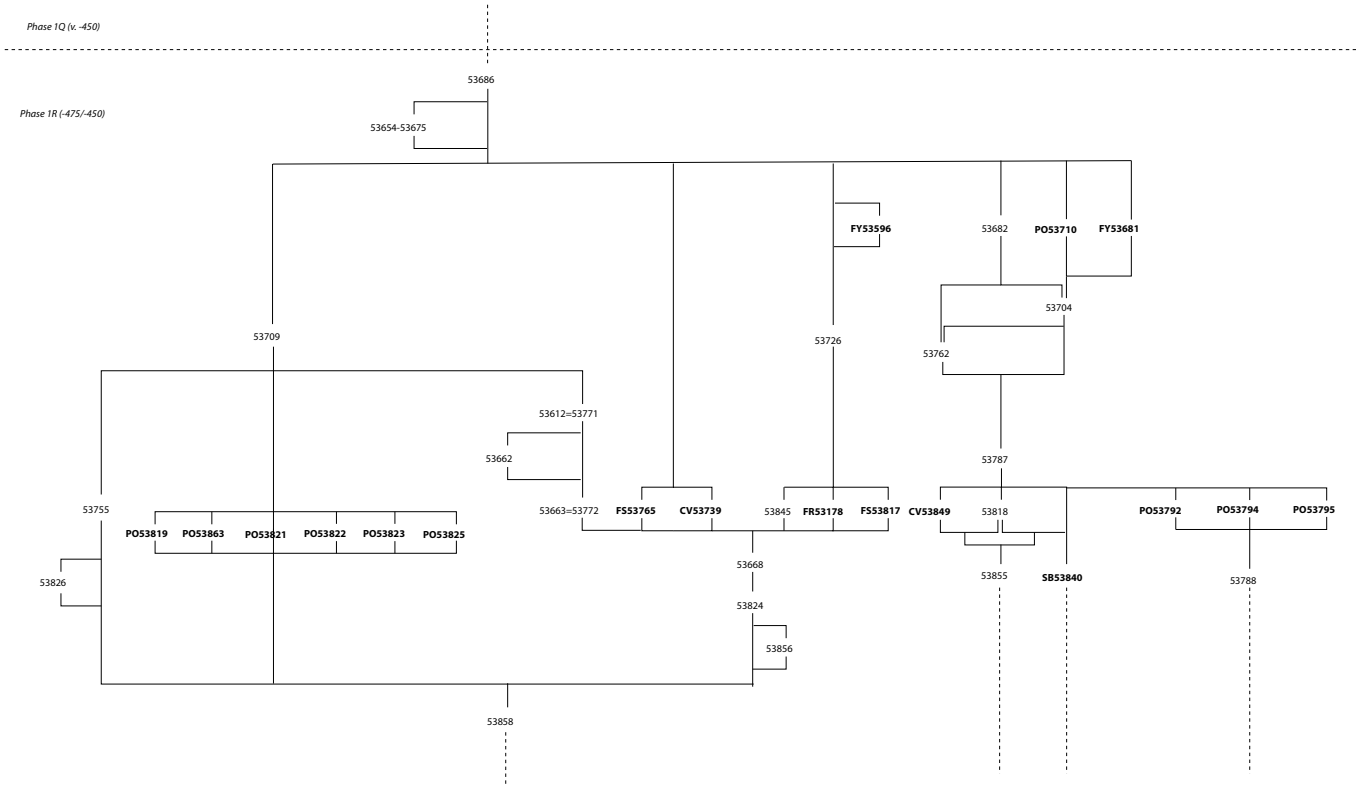 Phase 1Q (v. -450)
53686
Phase 1R (-475/-450)
53654-53675
FY53596
53682
PO53710
FY53681
53704
53709
53726
53762
53612=53771
53662
53787
53755
53663=53772
FS53765
CV53739
53845
FR53178
FS53817
CV53849
53818
PO53792
PO53794
PO53795
PO53819
PO53863
PO53821
PO53822
PO53823
PO53825
53668
53826
53855
SB53840
53788
53824
53856
53858